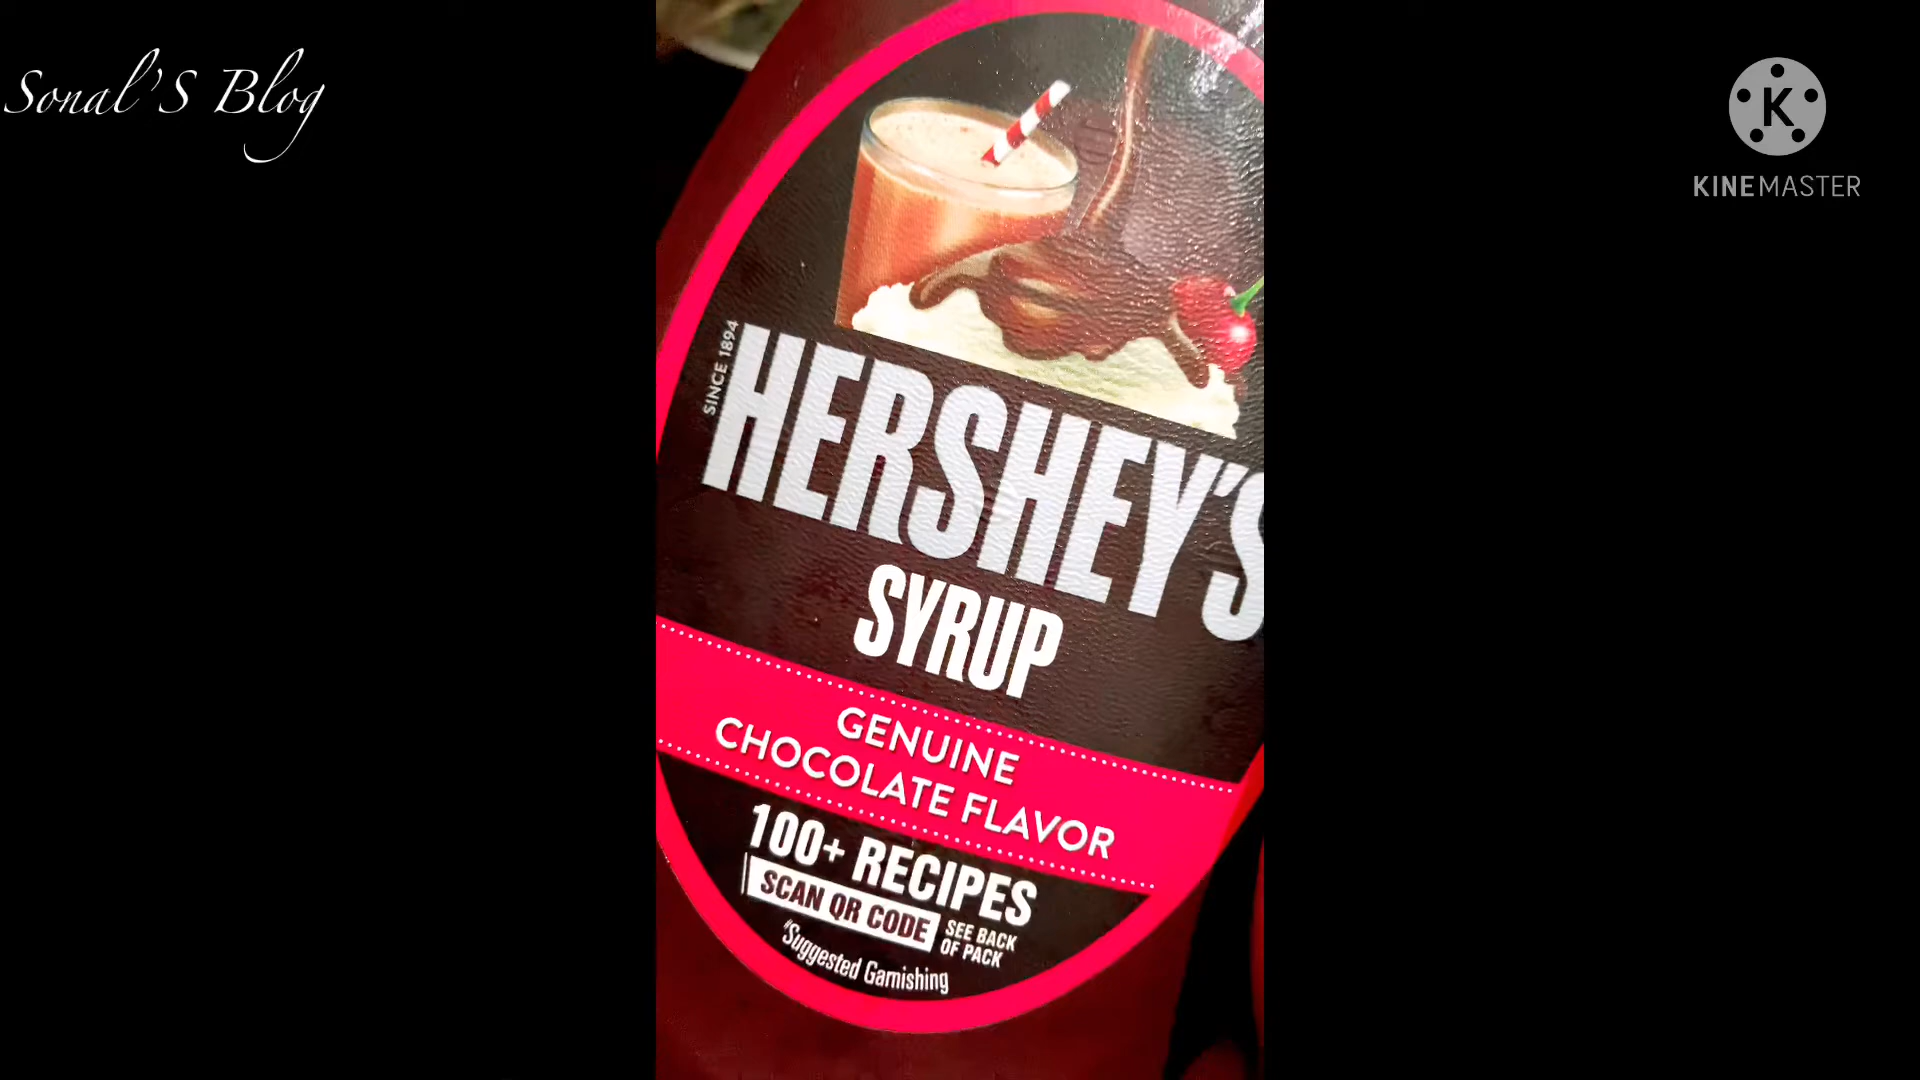 Sonal's Blog
K
KINEMASTER
SINCE 1894
HERSHEY'S
SYRUP
GENUINE
CHOCOLATE FLAVOR
100+ RECIPES
SCAN QR CODE
SEE BACK
OF PACK
#Suggested Garnishing